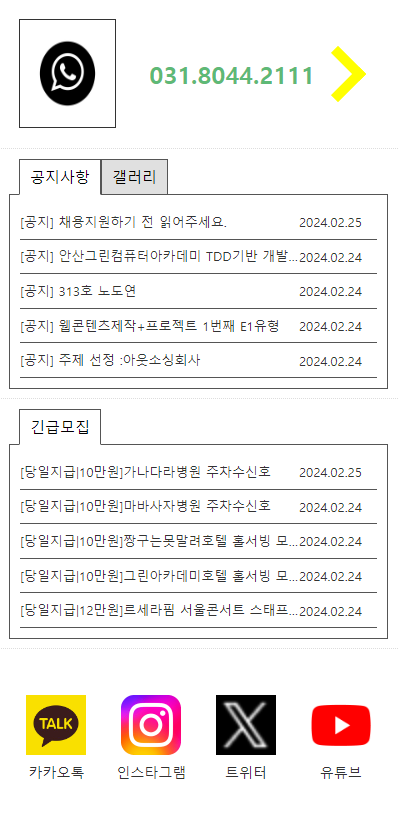 031.8044.2111
공지사항 갤러리
[공지] 채용지원하기 전 읽어주세요. 2024.02.25
[공지] 안산그린컴퓨터아카데미 TDD기반 개발... 2024.02.24
[공지] 313호 노도연 2024.02.24
[공지] 웹콘텐츠제작+프로젝트 1번째 E1유형 2024.02.24
[공지] 주제 선정 :아웃소싱회사 2024.02.24
긴급모집
[당일지급|10만원]가나다라병원 주차수신호 2024.02.25
[당일지급|10만원]마바사자병원 주차수신호 2024.02.24
[당일지급|10만원]짱구는못말려호텔 홀서빙 모... 2024.02.24
[당일지급|10만원]그린아카데미호텔 홀서빙 모... 2024.02.24
[당일지급|12만원]르세라핌 서울콘서트 스태프... 2024.02.24
TALK
카카오톡 인스타그램 트위터 유튜브